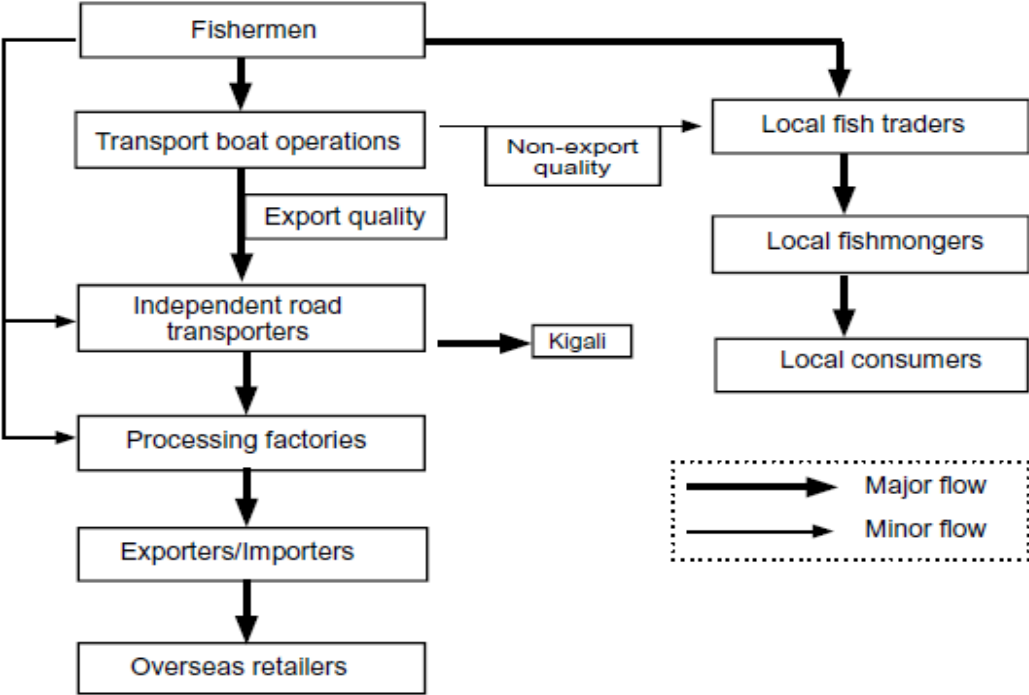 Fishermen
Transport boat operations
Non-export
quality
Local fish traders
Export quality
Local fishmongers
Independent road
transporters
Kigali
Local consumers
Processing factories
Major flow
Minor flow
Exporters/Importers
Overseas retailers